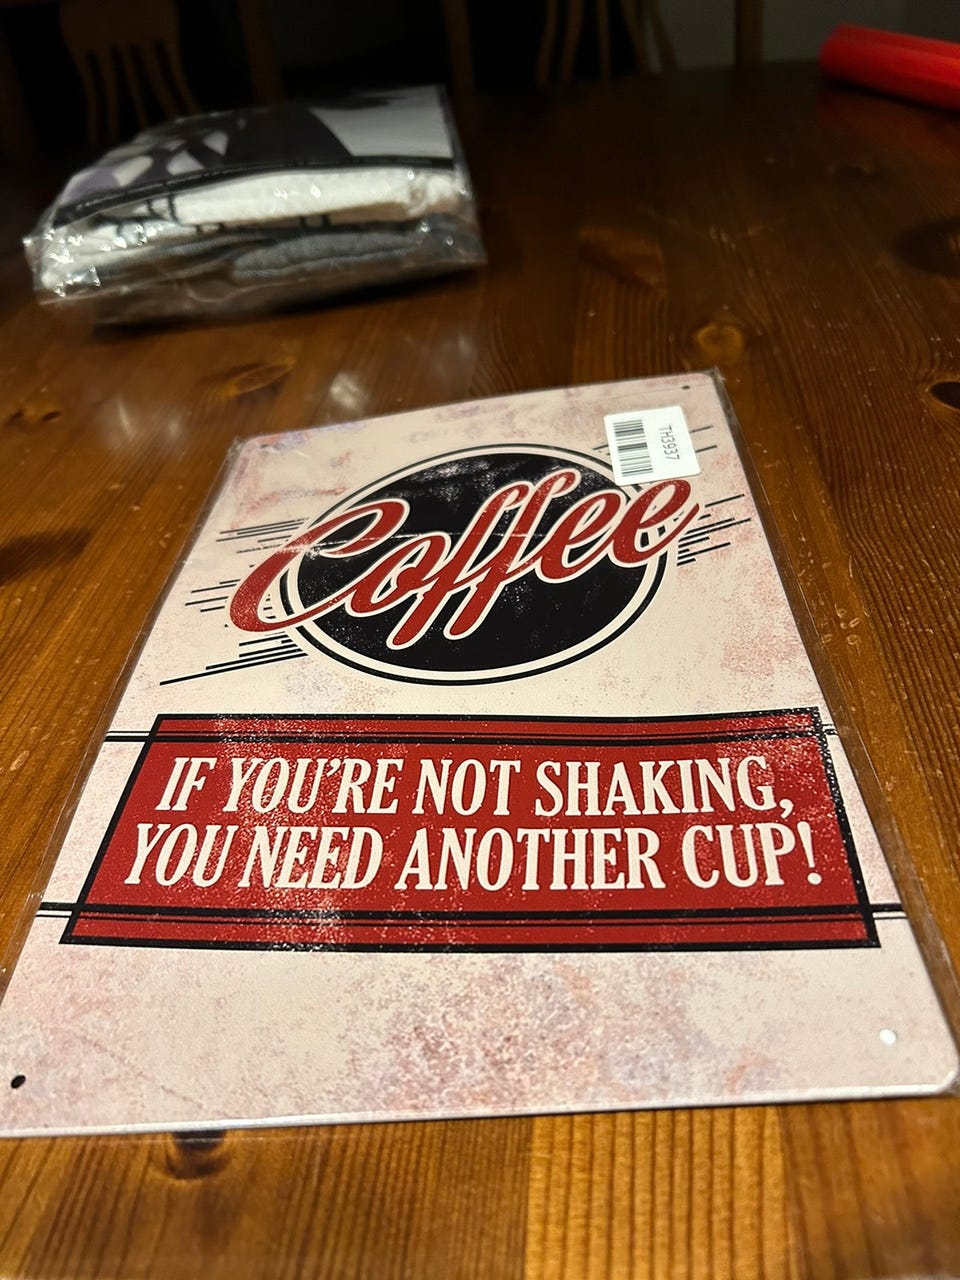 TH3937
Coffee
IF YOU'RE NOT SHAKING,
YOU NEED ANOTHER CUP!